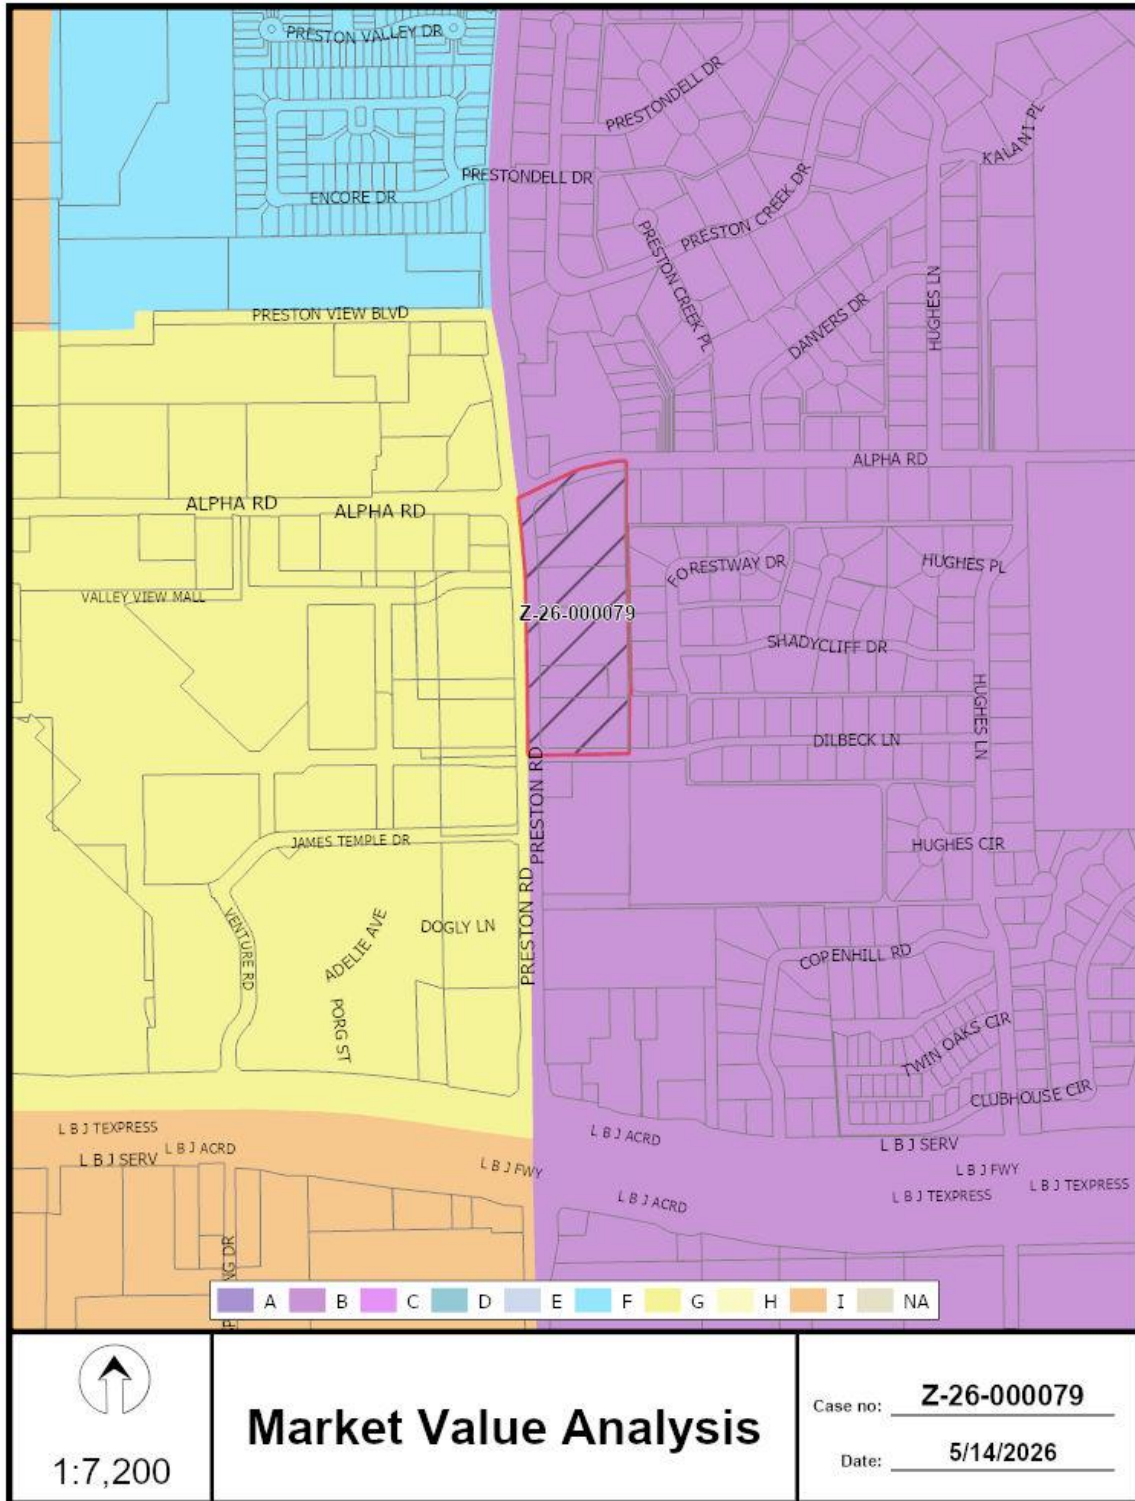 PRESTON VALLEY DR
PRESTONDELL DR
KALANI PL
PRESTONDELL DR
ENCORE DR
PRESTON CREEK DR
PRESTON CREEK PL
HUGHES LN
PRESTON VIEW BLVD
DANVERS DR
ALPHA RD
ALPHA RD
ALPHA RD
FORESTWAY DR
HUGHES PL
VALLEY VIEW MALL
Z-26-000079
SHADYCLIFF DR
HUGHES LN
DILBECK LN
PRESTON RD
JAMES TEMPLE DR
HUGHES CIR
PRESTON RD
VENTURE RD
ADELIE AVE
DOGLY LN
COPENHILL RD
PORG ST
TWIN OAKS CIR
CLUBHOUSE CIR
L B J TEXPRESS
L B J SERV
L B J ACRD
L B J FWY
L B J ACRD
L B J SERV
L B J FWY
L B J TEXPRESS
L B J TEXPRESS
L B J ACRD
A B C D E F G H I NA
1:7,200
Market Value Analysis
Case no: Z-26-000079
Date: 5/14/2026